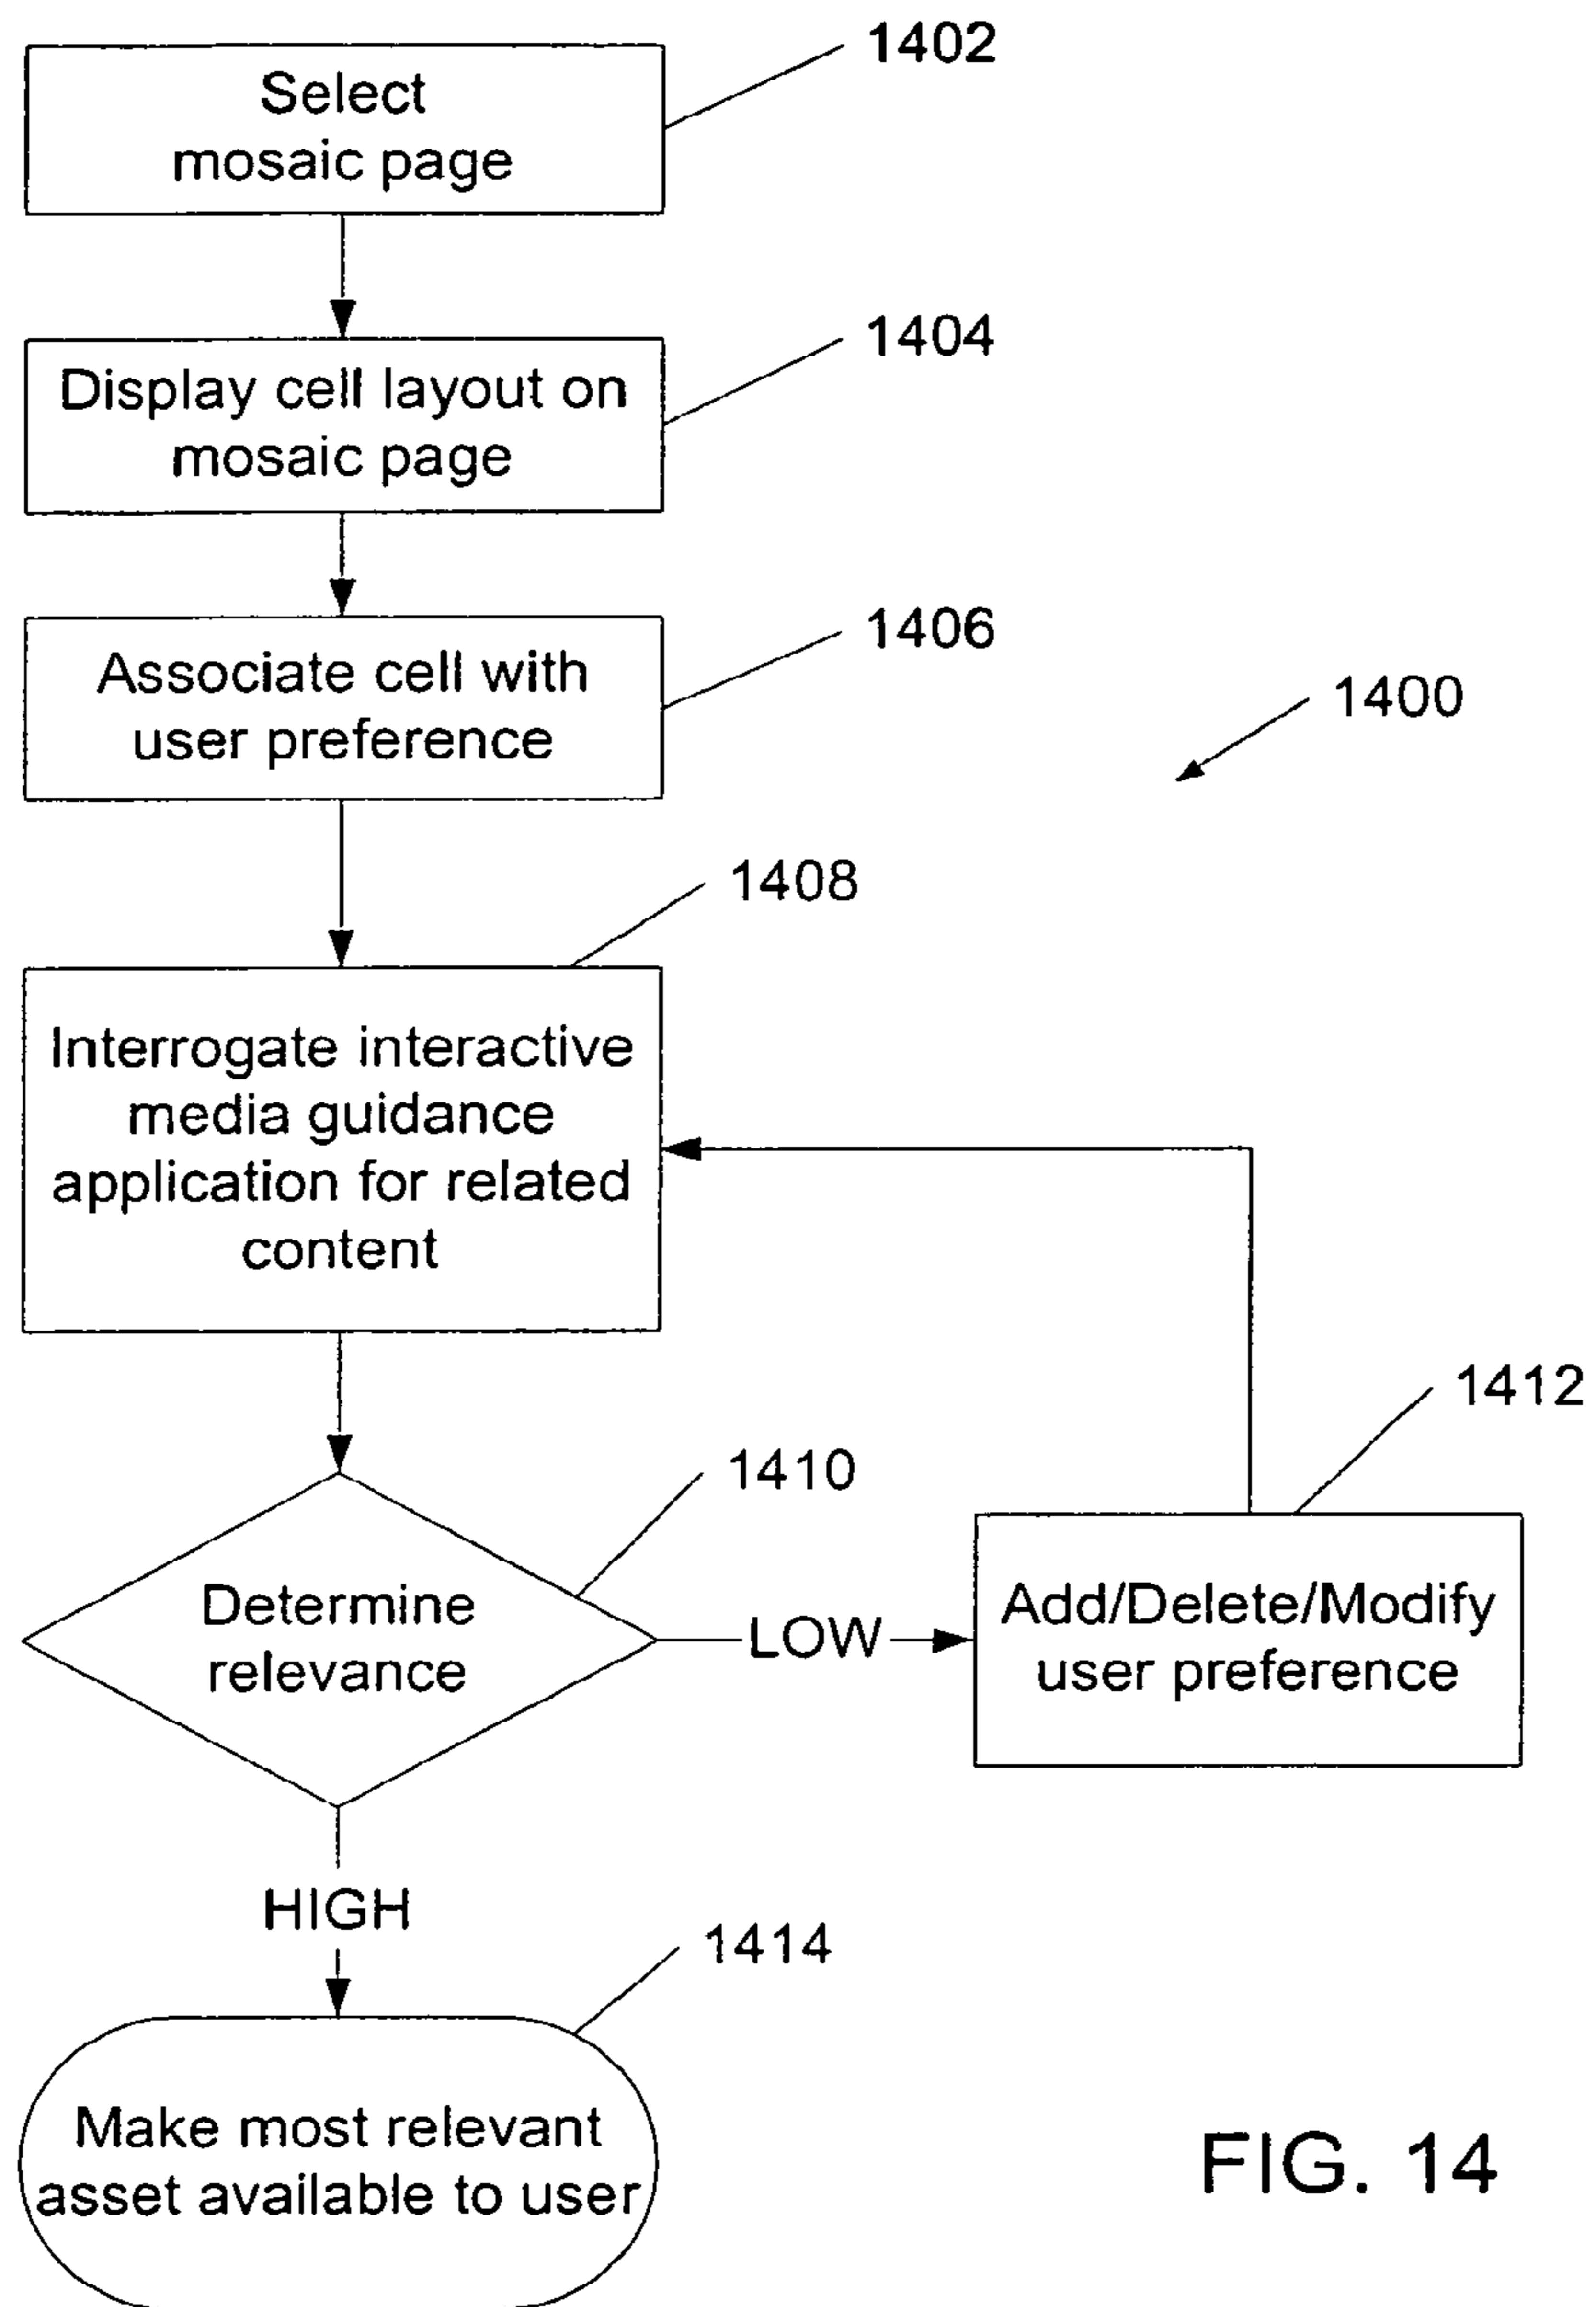 1402
Select
mosaic page
1404
Display cell layout on
mosaic page
1406
Associate cell with
user preference
1400
1408
Interrogate interactive
media guidance
application for related
content
1412
1410
Determine
relevance
LOW
Add/Delete/Modify
user preference
HIGH
1414
Make most relevant
asset available to user
FIG. 14